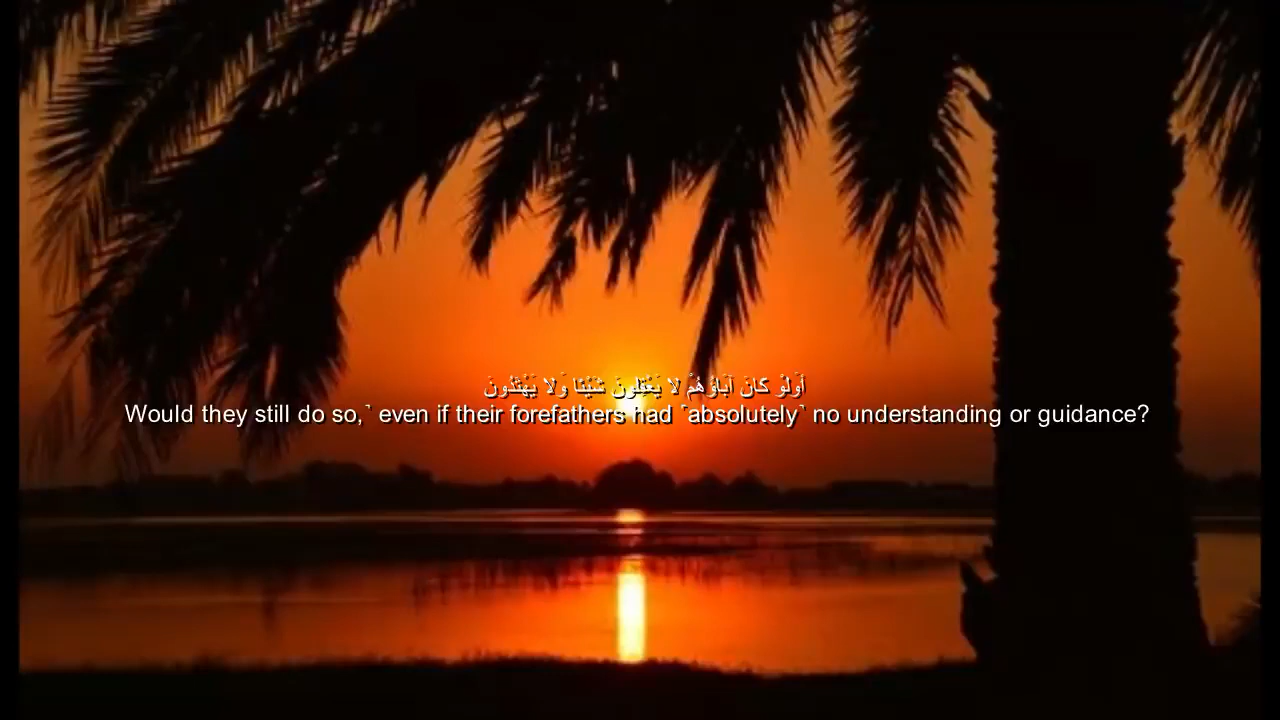 أَوَلَوْ كَانَ آبَاؤُهُمْ لَا يَعْقِلُونَ شَيْئًا وَلَا يَهْتَدُونَ
Would they still do so,˺ even if their forefathers had ˹absolutely˺ no understanding or guidance?